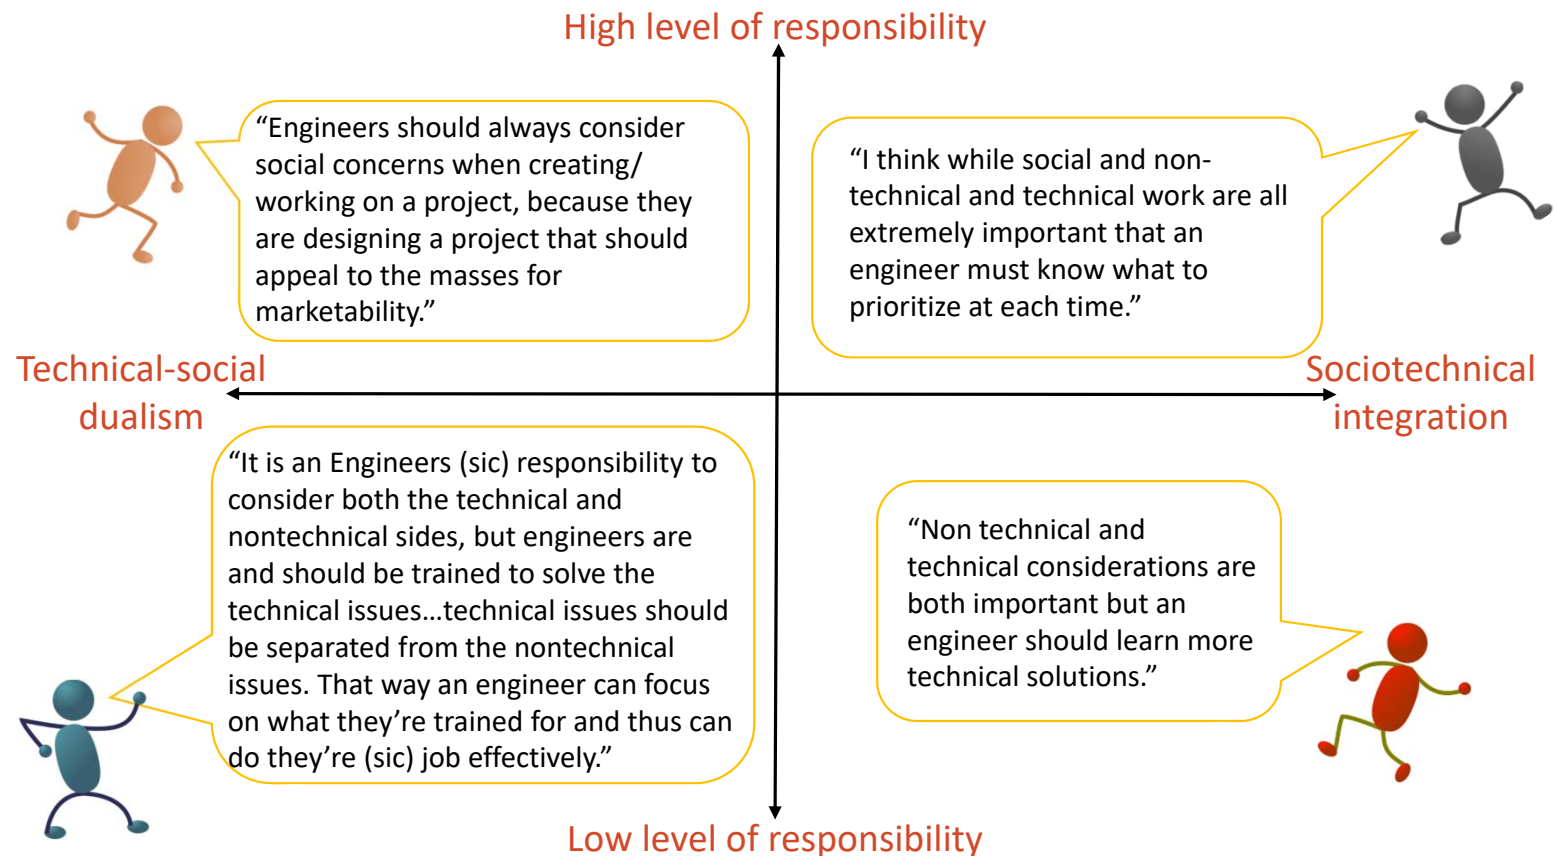 High level of responsibility
“Engineers should always consider
social concerns when creating/
working on a project, because they
are designing a project that should
appeal to the masses for
marketability.”
“I think while social and non-
technical and technical work are all
extremely important that an
engineer must know what to
prioritize at each time.”
Technical-social
dualism
Sociotechnical
integration
“It is an Engineers (sic) responsibility to
consider both the technical and
nontechnical sides, but engineers are
and should be trained to solve the
technical issues…technical issues should
be separated from the nontechnical
issues. That way an engineer can focus
on what they’re trained for and thus can
do they’re (sic) job effectively.”
“Non technical and
technical considerations are
both important but an
engineer should learn more
technical solutions.”
Low level of responsibility